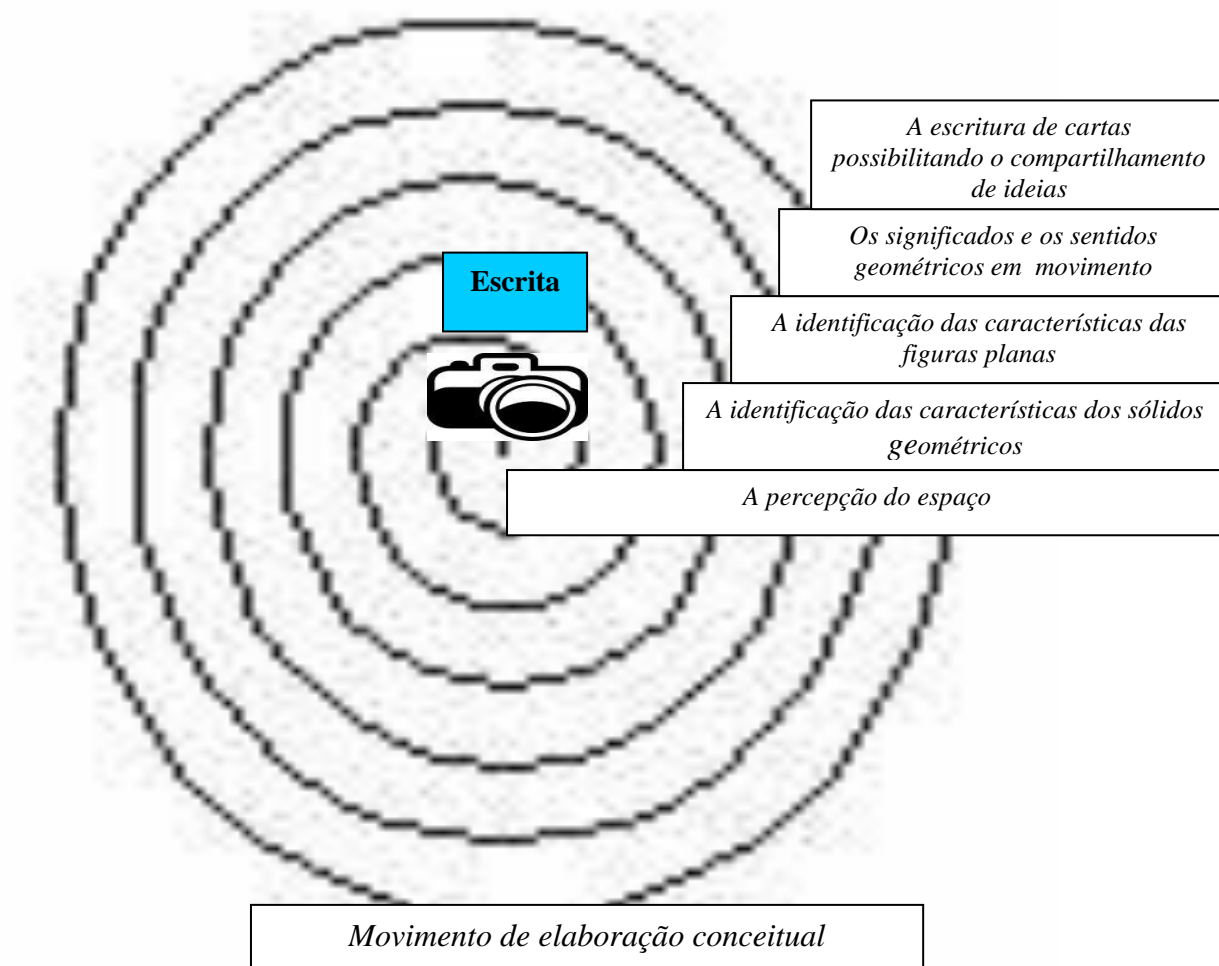 A escritura de cartas
possibilitando o compartilhamento
de ideias
Os significados e os sentidos
geométricos em movimento
Escrita
A identificação das características das
figuras planas
A identificação das características dos sólidos
geométricos
A percepção do espaço
Movimento de elaboração conceitual